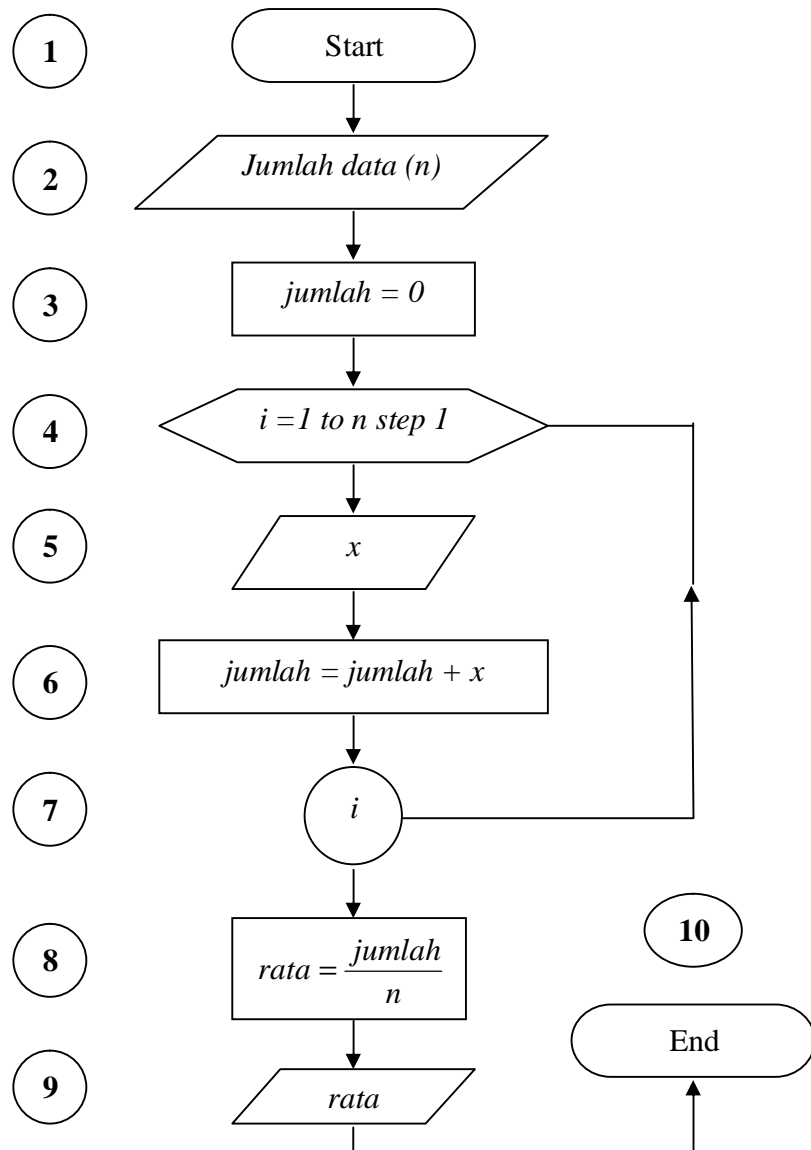 1
Start
2
Jumlah data (n)
3
jumlah = 0
4
i =1 to n step 1
5
x
6
jumlah = jumlah + x
7
i
8
rata = jumlah
n
10
9
rata
End